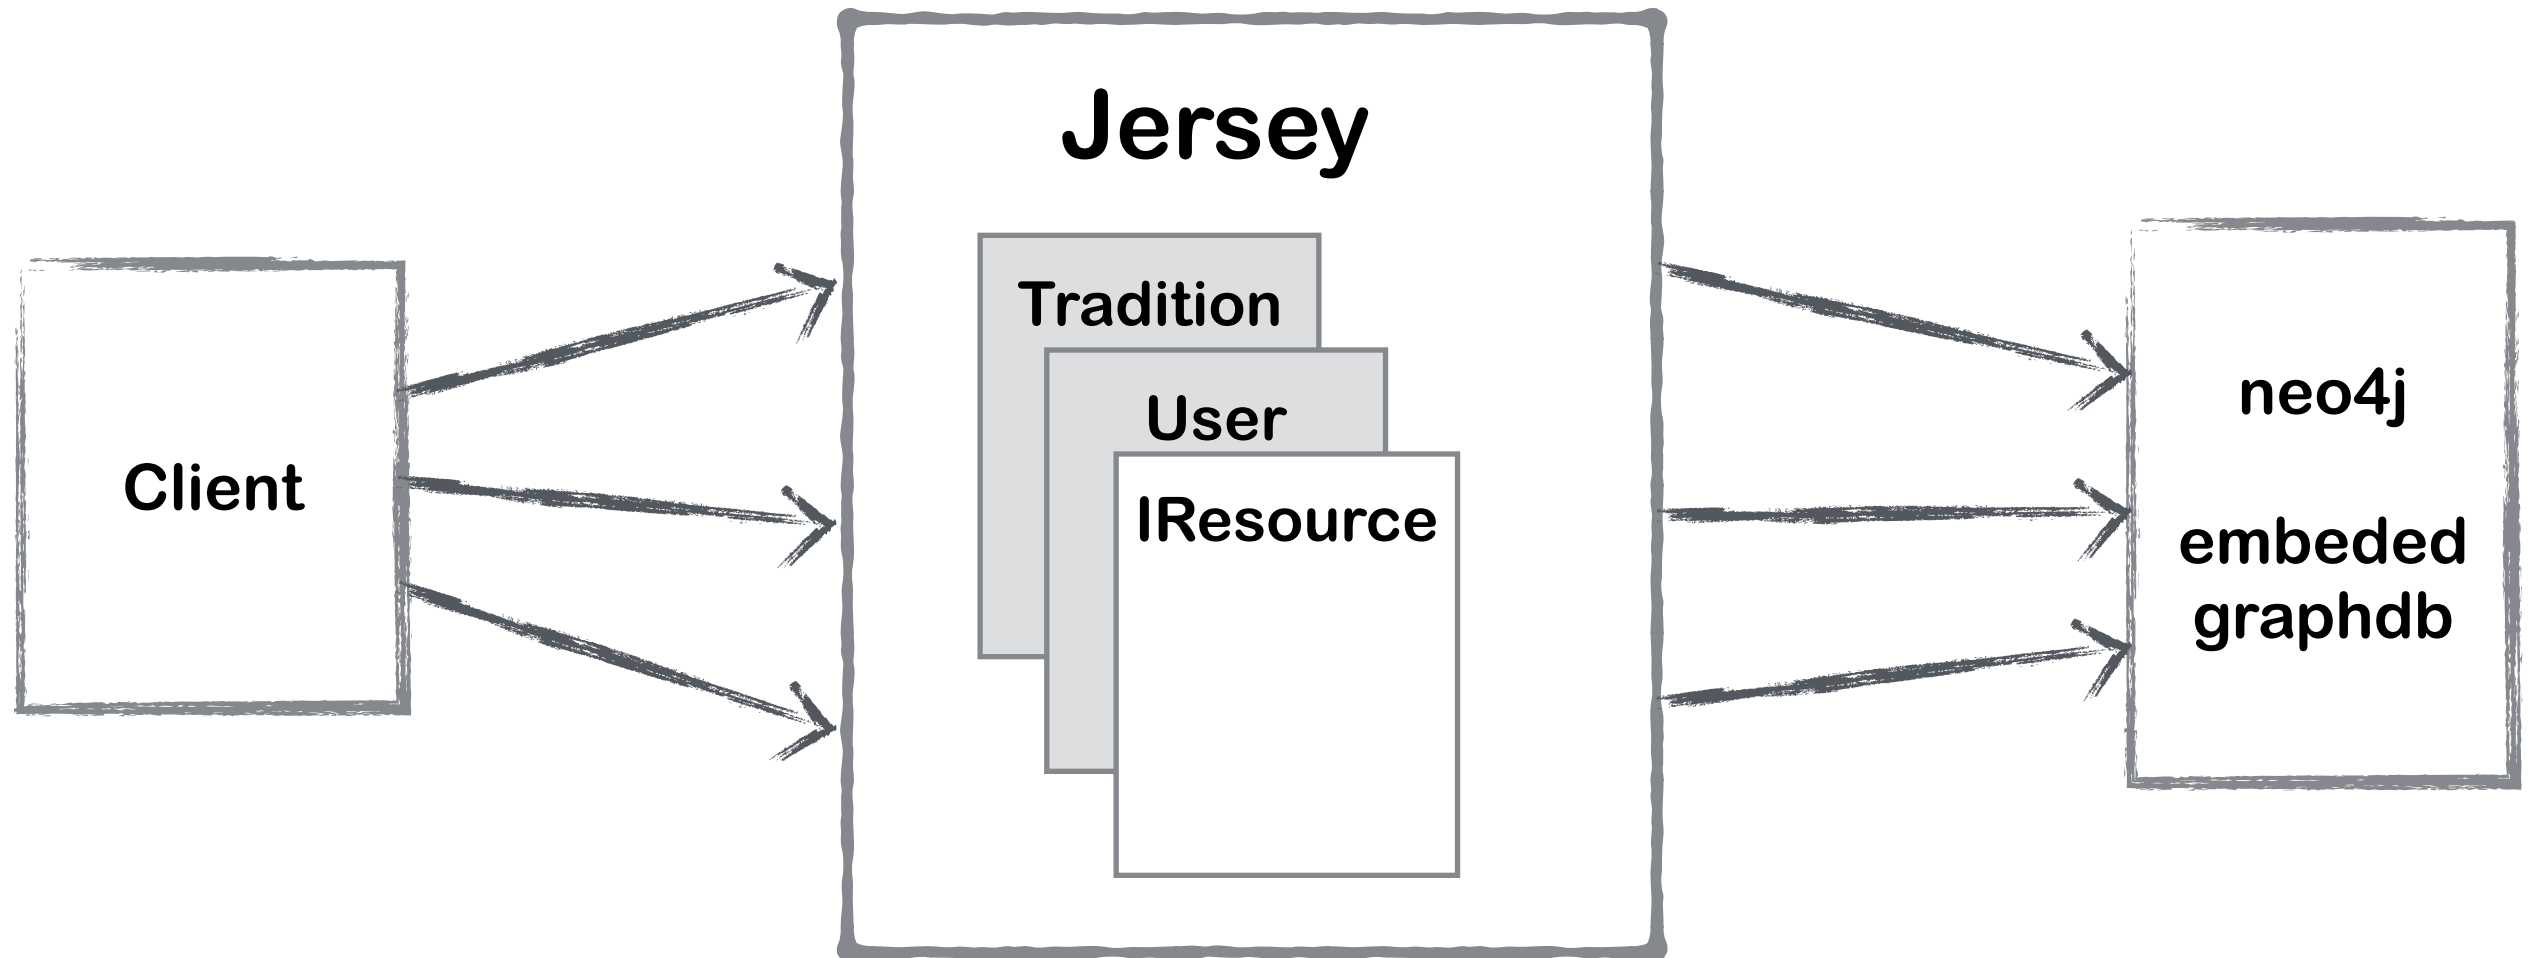 Jersey
Tradition
User
IResource
Client
neo4j
embeded
graphdb